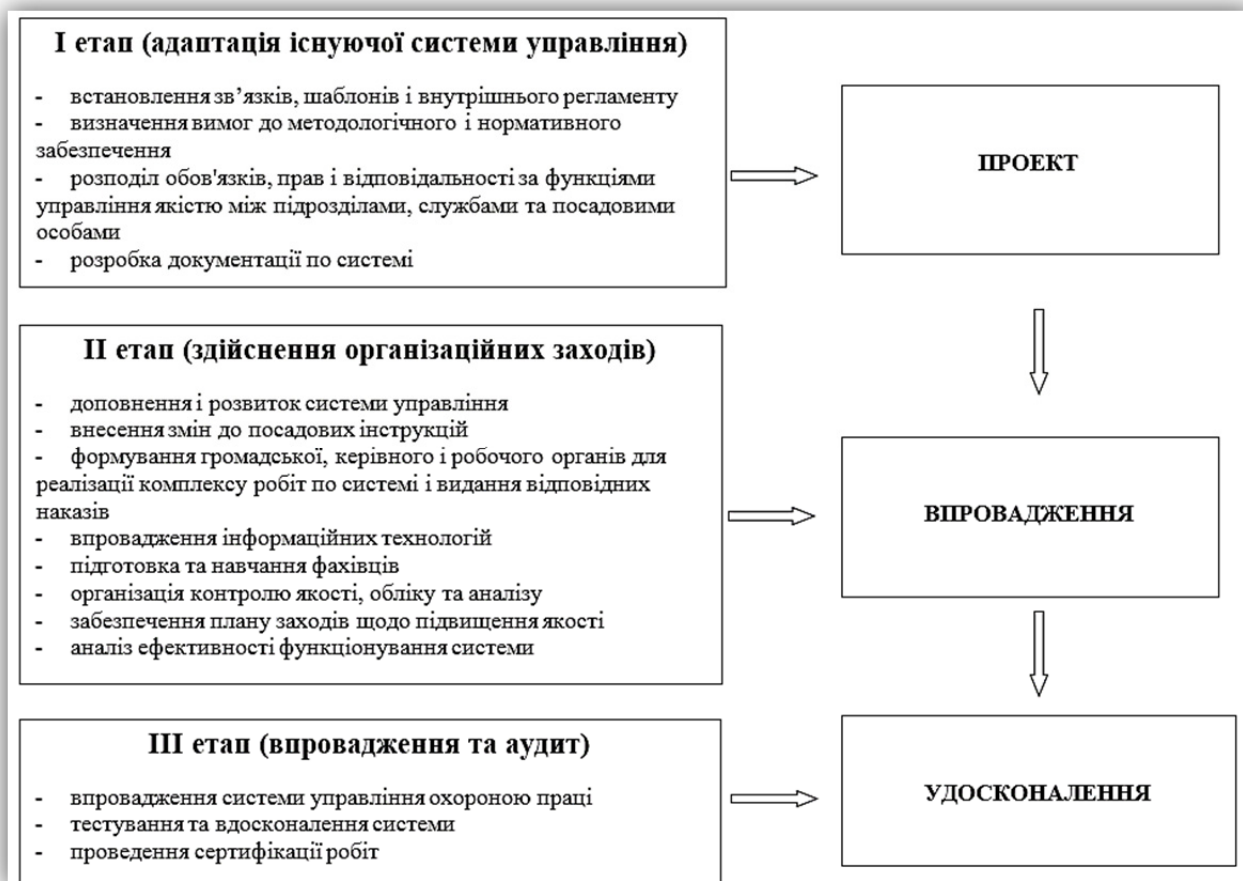 І етап (адаптація існуючої системи управління)
- встановлення зв’язків, шаблонів і внутрішнього регламенту
- визначення вимог до методологічного і нормативного
забезпечення
- розподіл обов'язків, прав і відповідальності за функціями
управління якістю між підрозділами, службами та посадовими
особами
- розробка документації по системі
ПРОЕКТ
ІІ етап (здійснення організаційних заходів)
- доповнення і розвиток системи управління
- внесення змін до посадових інструкцій
- формування громадської, керівного і робочого органів для
реалізації комплексу робіт по системі і видання відповідних
наказів
- впровадження інформаційних технологій
- підготовка та навчання фахівців
- організація контролю якості, обліку та аналізу
- забезпечення плану заходів щодо підвищення якості
- аналіз ефективності функціонування системи
ВПРОВАДЖЕННЯ
ІІІ етап (впровадження та аудит)
- впровадження системи управління охороною праці
- тестування та вдосконалення системи
- проведення сертифікації робіт
УДОСКОНАЛЕННЯ